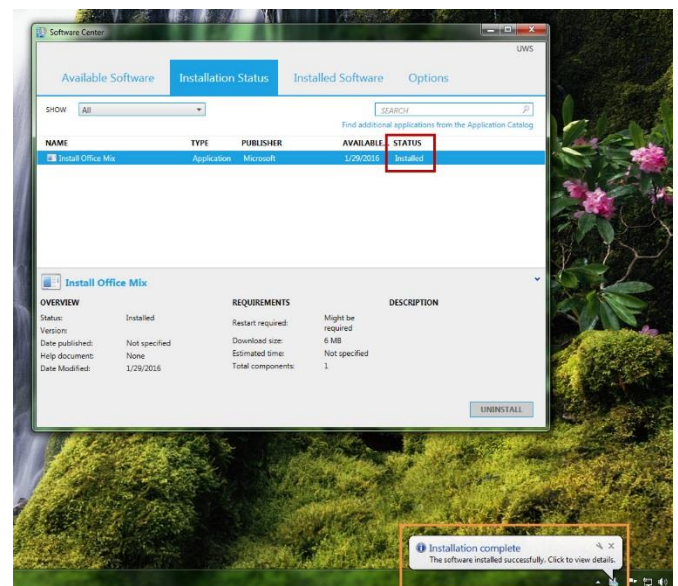 Software Center
UWS
Available Software Installation Status Installed Software Options
SHOW All SEARCH
Find additional applications from the Application Catalog
NAME TYPE PUBLISHER AVAILABLE... STATUS
Install Office Mix Application Microsoft 1/29/2016 Installed
Install Office Mix
OVERVIEW REQUIREMENTS DESCRIPTION
Status: Installed
Version:
Date published: Not specified
Help document: None
Date Modified: 1/29/2016
Restart required: Might be
required
Download size: 6 MB
Estimated time: Not specified
Total components: 1
UNINSTALL
Installation complete
The software installed successfully. Click to view details.